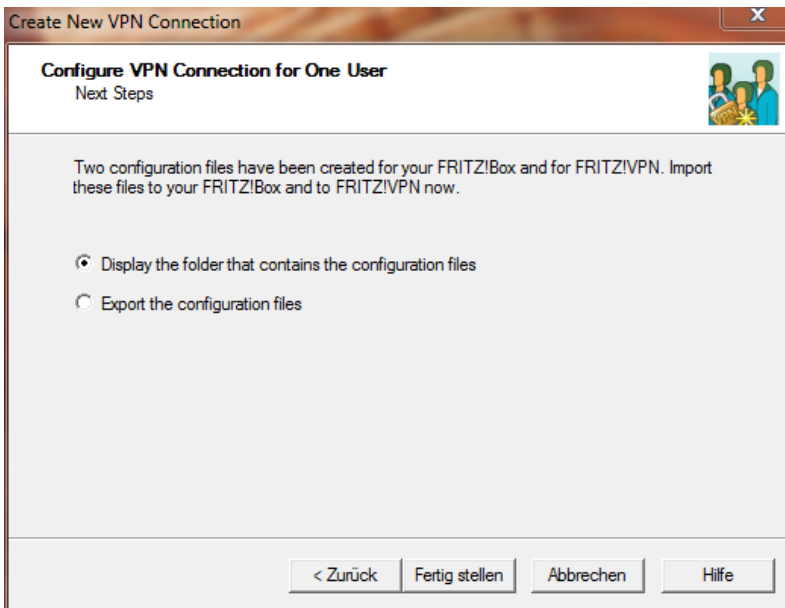 Create New VPN Connection
X
Configure VPN Connection for One User
Next Steps
Two configuration files have been created for your FRITZ!Box and for FRITZ!VPN. Import
these files to your FRITZ!Box and to FRITZ!VPN now.
Display the folder that contains the configuration files
Export the configuration files
< Zurück
Fertig stellen
Abbrechen
Hilfe